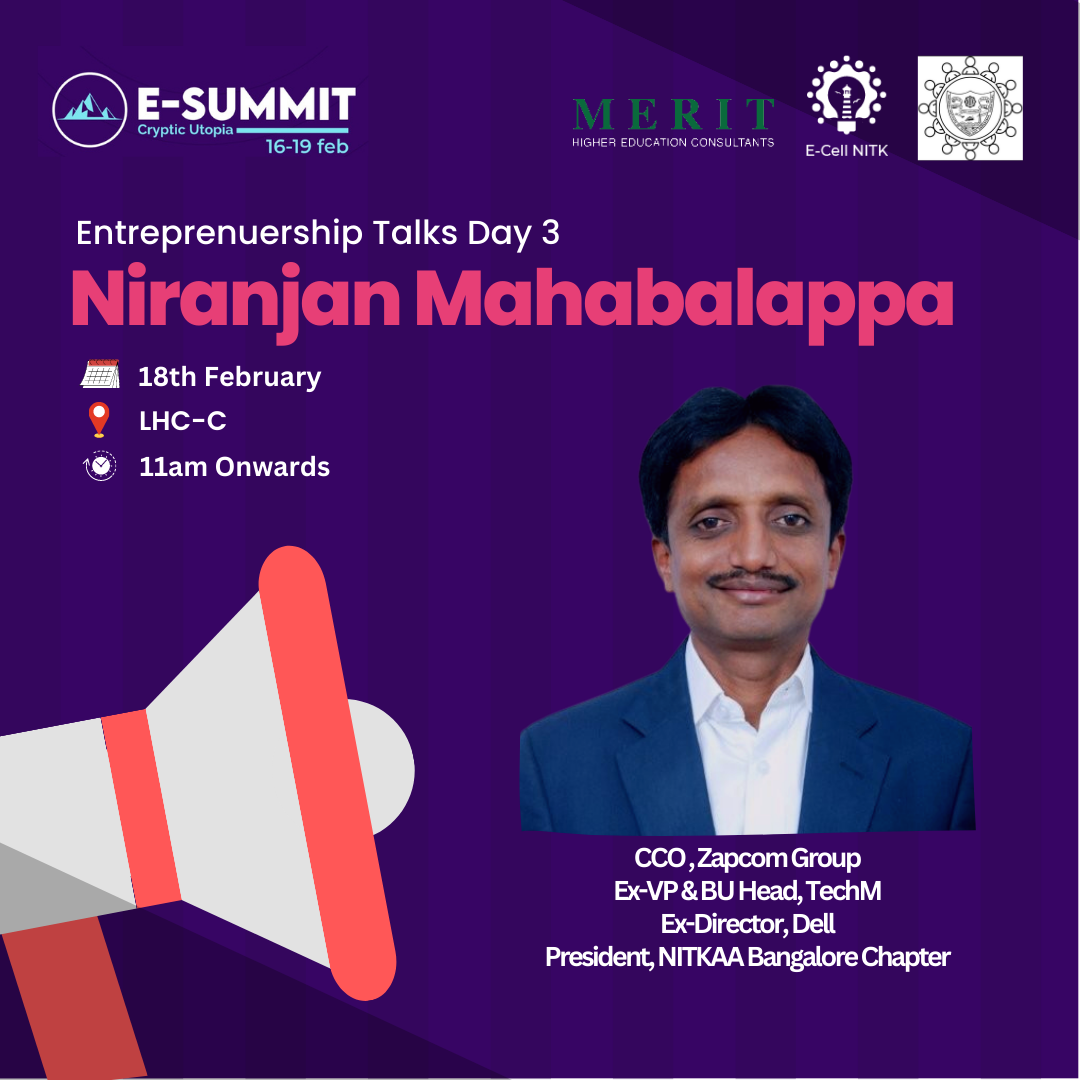 E-SUMMIT
Cryptic Utopia
16-19 feb
MERIT
HIGHER EDUCATION CONSULTANTS
E-Cell NITK
Entreprenuership Talks Day 3
Niranjan Mahabalappa
18th February
LHC-C
11am Onwards
CCO , Zapcom Group
Ex-VP & BU Head, TechM
Ex-Director, Dell
President, NITKAA Bangalore Chapter